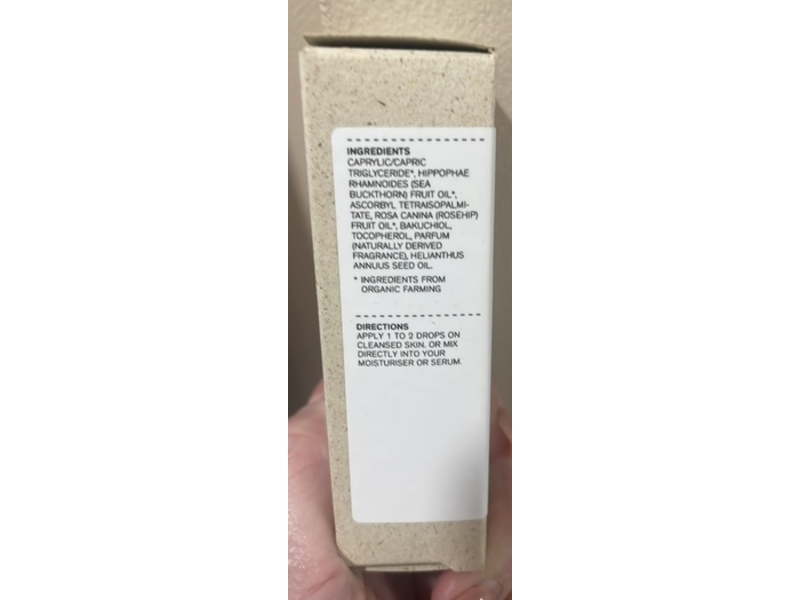 INGREDIENTS
CAPRYLIC/CAPRIC
TRIGLYCERIDE*, HIPPOPHAE
RHAMNOIDES (SEA
BUCKTHORN) FRUIT OIL*,
ASCORBYL TETRAISOPALMI-
TATE, ROSA CANINA (ROSEHIP)
FRUIT OIL*, BAKUCHIOL,
TOCOPHEROL, PARFUM
(NATURALLY DERIVED
FRAGRANCE), HELIANTHUS
ANNUUS SEED OIL.
* INGREDIENTS FROM
ORGANIC FARMING
DIRECTIONS
APPLY 1 TO 2 DROPS ON
CLEANSED SKIN. OR MIX
DIRECTLY INTO YOUR
MOISTURISER OR SERUM.